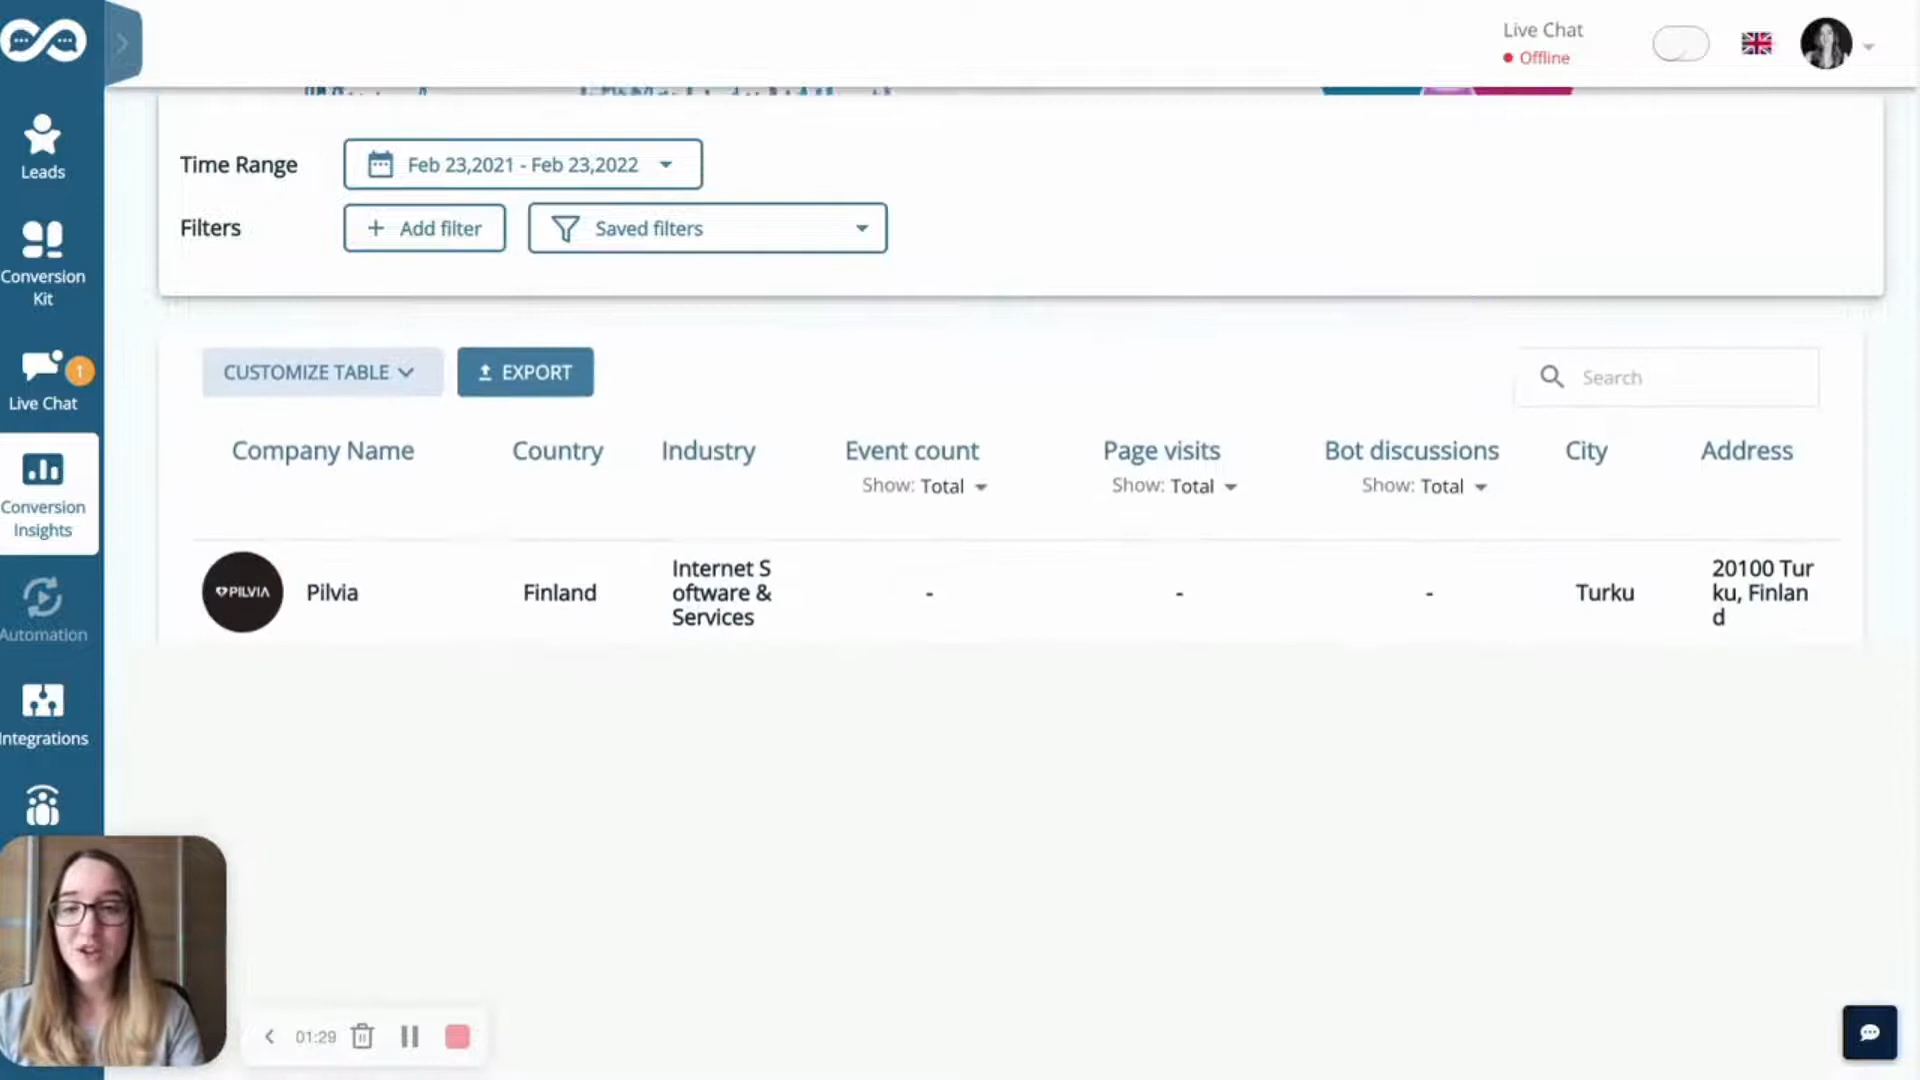 Live Chat
Offline
Leads
Time Range
Feb 23,2021 - Feb 23,2022
Filters
+ Add filter
Saved filters
Conversion
Kit
Live Chat
1
CUSTOMIZE TABLE
EXPORT
Search
Company Name
Country
Industry
Event count
Page visits
Bot discussions
City
Address
Show: Total
Show: Total
Show: Total
Conversion
Insights
PILVIA
Pilvia
Finland
Internet S
oftware &
Services
-
-
-
Turku
20100 Tur
ku, Finlan
d
Automation
Integrations
01:29